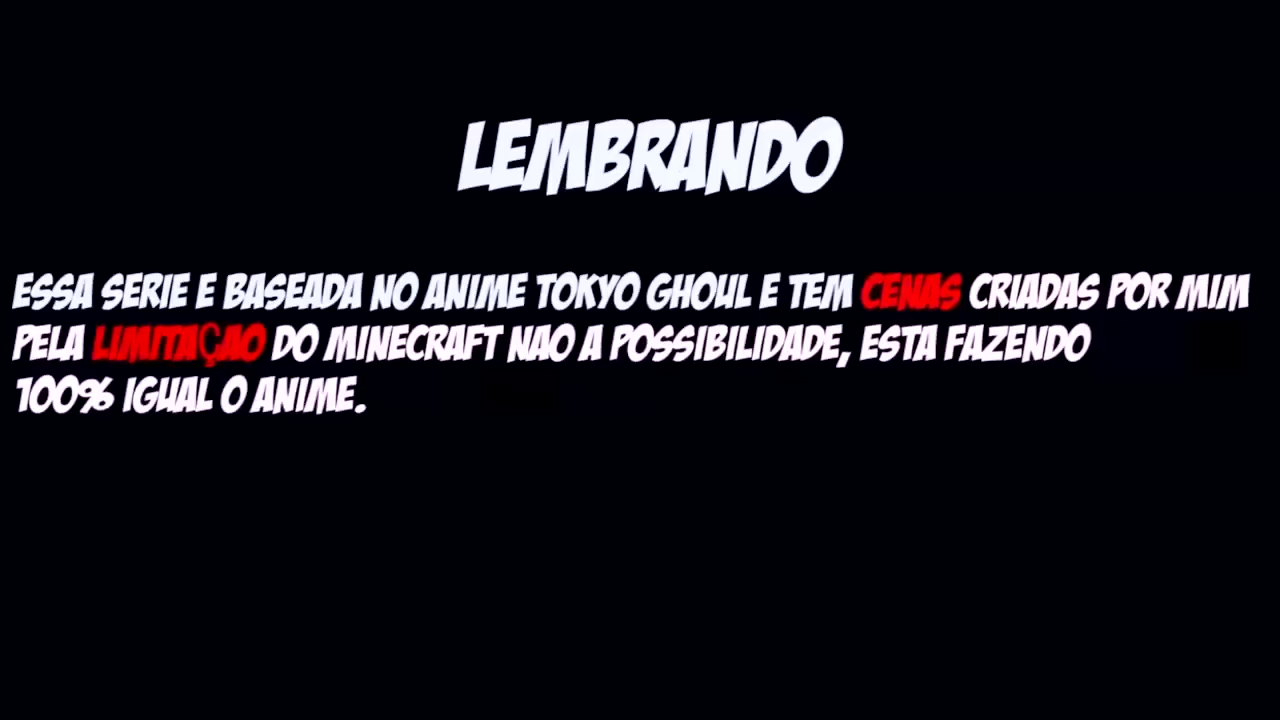 LEMBRANDO
ESSA SERIE E BASEADA NO ANIME TOKYO GHOUL E TEM CENAS CRIADAS POR MIM
PELA LIMITAÇAO DO MINECRAFT NAO A POSSIBILIDADE, ESTA FAZENDO
100% IGUAL O ANIME.